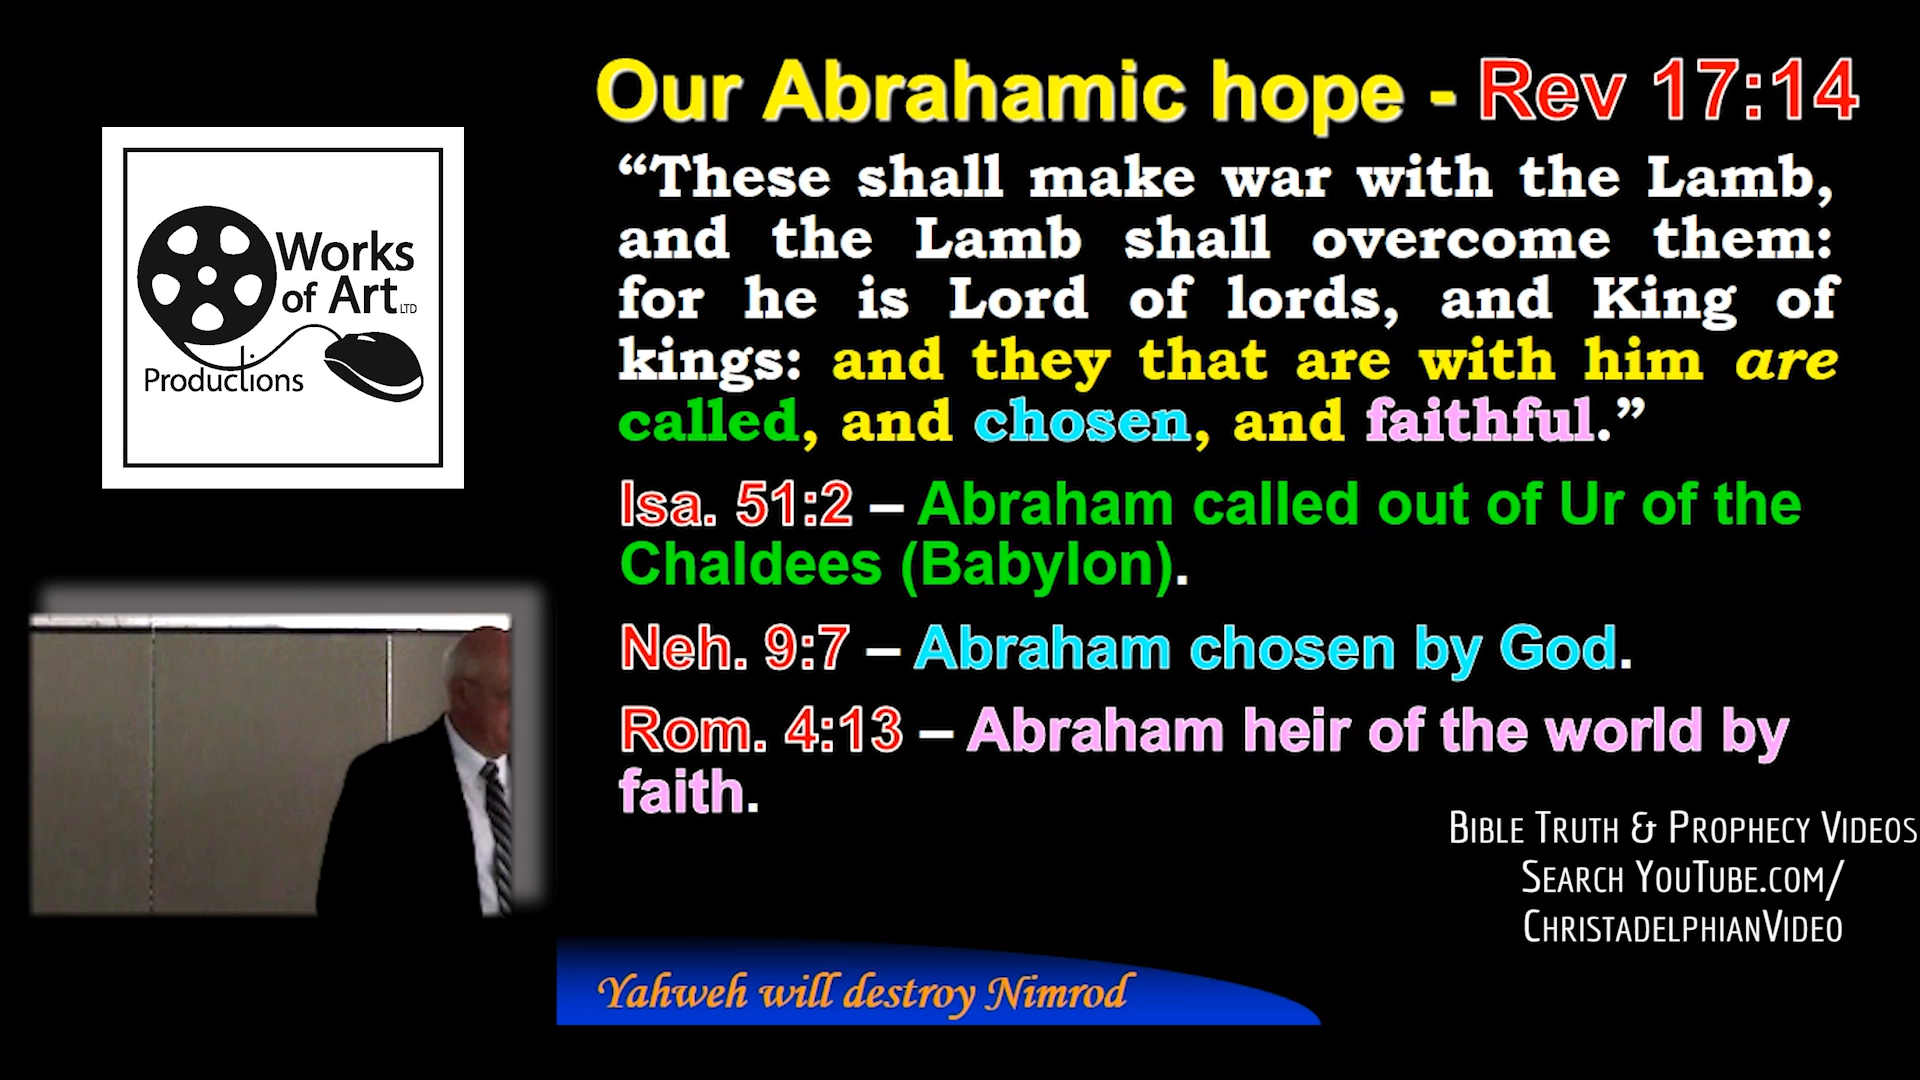 Works
of Art LTD
Productions
Our Abrahamic hope - Rev 17:14
“These shall make war with the Lamb,
and the Lamb shall overcome them:
for he is Lord of lords, and King of
kings: and they that are with him are
called, and chosen, and faithful.”
Isa. 51:2 – Abraham called out of Ur of the
Chaldees (Babylon).
Neh. 9:7 – Abraham chosen by God.
Rom. 4:13 – Abraham heir of the world by
faith.
Bible Truth & Prophecy Videos
Search YouTube.com/
ChristadelphianVideo
Yahweh will destroy Nimrod